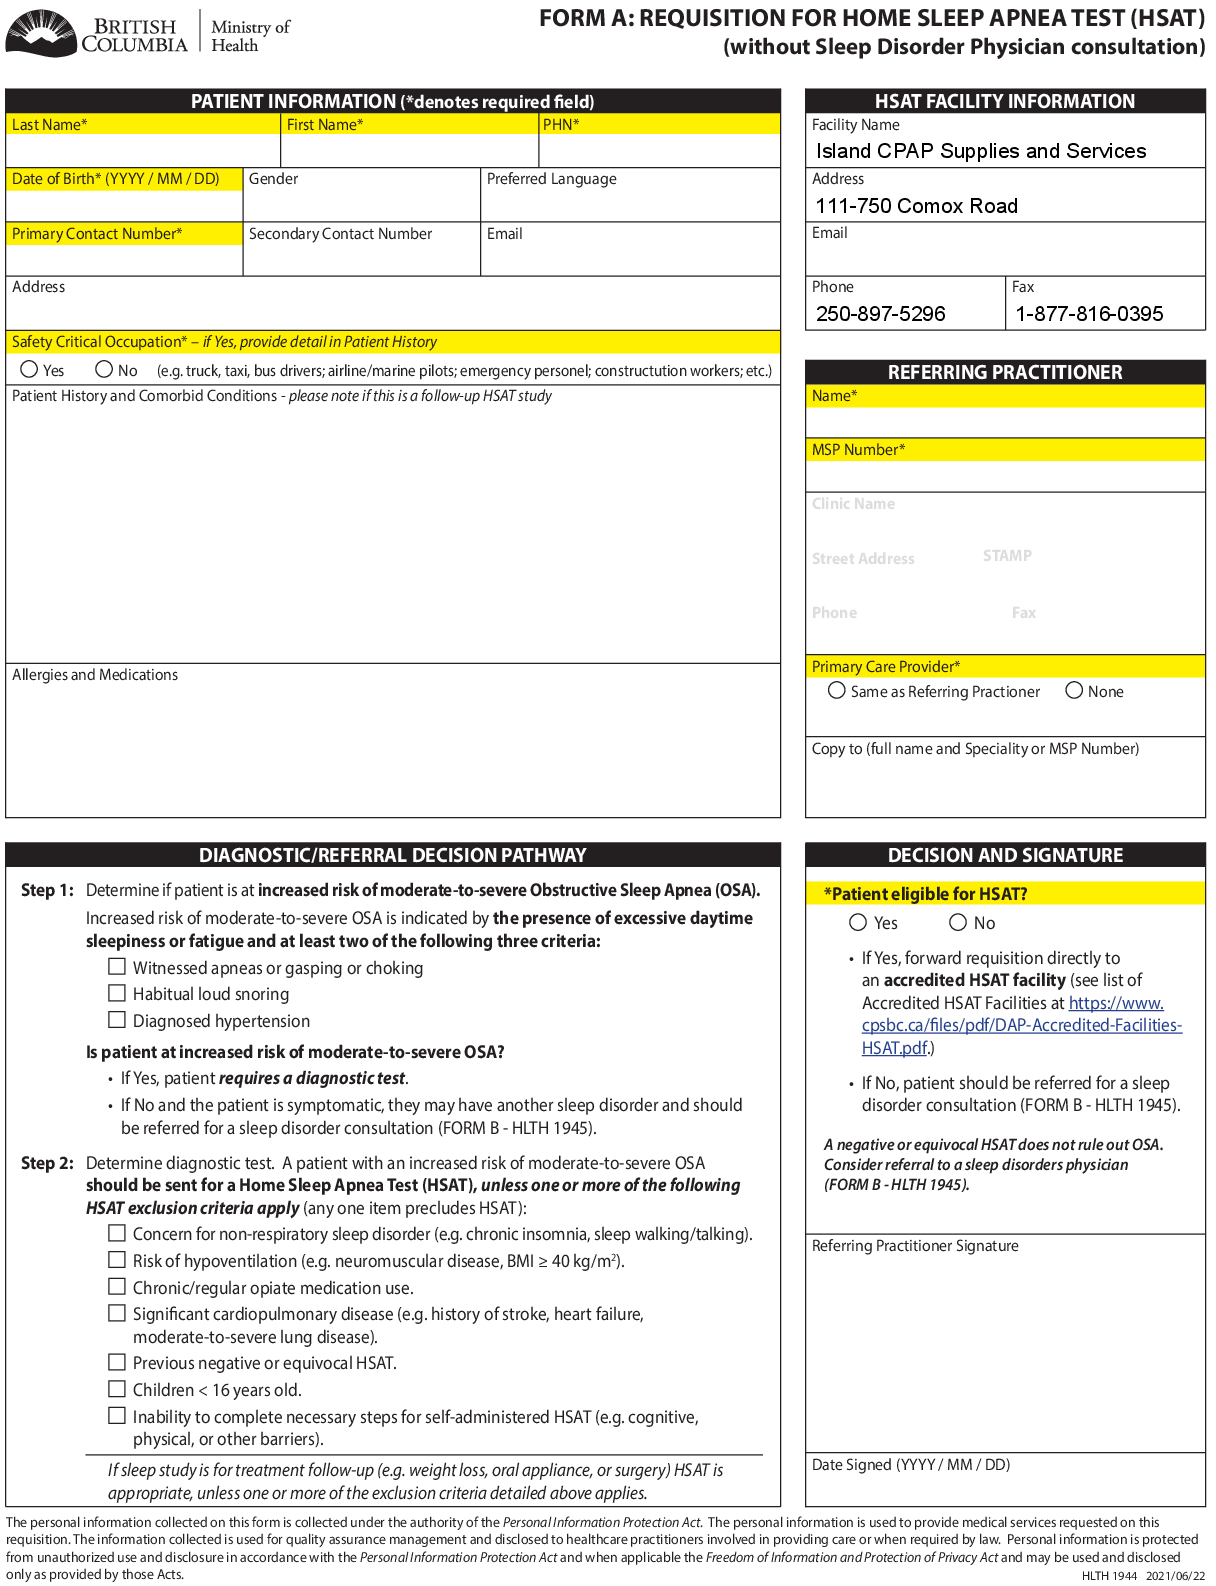 BRITISH COLUMBIA
Ministry of Health
FORM A: REQUISITION FOR HOME SLEEP APNEA TEST (HSAT)
(without Sleep Disorder Physician consultation)
PATIENT INFORMATION (*denotes required field)
Last Name* First Name* PHN*
Date of Birth* (YYYY / MM / DD) Gender Preferred Language
Primary Contact Number* Secondary Contact Number Email
Address
Safety Critical Occupation* – if Yes, provide detail in Patient History
Yes No (e.g. truck, taxi, bus drivers; airline/marine pilots; emergency personel; constructution workers; etc.)
Patient History and Comorbid Conditions - please note if this is a follow-up HSAT study
Allergies and Medications
HSAT FACILITY INFORMATION
Facility Name
Island CPAP Supplies and Services
Address
111-750 Comox Road
Email
Phone Fax
250-897-5296 1-877-816-0395
REFERRING PRACTITIONER
Name*
MSP Number*
Clinic Name
Street Address STAMP
Phone Fax
Primary Care Provider*
Same as Referring Practioner None
Copy to (full name and Speciality or MSP Number)
DIAGNOSTIC/REFERRAL DECISION PATHWAY
Step 1: Determine if patient is at increased risk of moderate-to-severe Obstructive Sleep Apnea (OSA).
Increased risk of moderate-to-severe OSA is indicated by the presence of excessive daytime
sleepiness or fatigue and at least two of the following three criteria:
Witnessed apneas or gasping or choking
Habitual loud snoring
Diagnosed hypertension
Is patient at increased risk of moderate-to-severe OSA?
• If Yes, patient requires a diagnostic test.
• If No and the patient is symptomatic, they may have another sleep disorder and should
be referred for a sleep disorder consultation (FORM B - HLTH 1945).
Step 2: Determine diagnostic test. A patient with an increased risk of moderate-to-severe OSA
should be sent for a Home Sleep Apnea Test (HSAT), unless one or more of the following
HSAT exclusion criteria apply (any one item precludes HSAT):
Concern for non-respiratory sleep disorder (e.g. chronic insomnia, sleep walking/talking).
Risk of hypoventilation (e.g. neuromuscular disease, BMI ≥ 40 kg/m²).
Chronic/regular opiate medication use.
Significant cardiopulmonary disease (e.g. history of stroke, heart failure,
moderate-to-severe lung disease).
Previous negative or equivocal HSAT.
Children < 16 years old.
Inability to complete necessary steps for self-administered HSAT (e.g. cognitive,
physical, or other barriers).
If sleep study is for treatment follow-up (e.g. weight loss, oral appliance, or surgery) HSAT is
appropriate, unless one or more of the exclusion criteria detailed above applies.
DECISION AND SIGNATURE
*Patient eligible for HSAT?
Yes No
• If Yes, forward requisition directly to
an accredited HSAT facility (see list of
Accredited HSAT Facilities at https://www.
cpsbc.ca/files/pdf/DAP-Accredited-Facilities-
HSAT.pdf.)
• If No, patient should be referred for a sleep
disorder consultation (FORM B - HLTH 1945).
A negative or equivocal HSAT does not rule out OSA.
Consider referral to a sleep disorders physician
(FORM B - HLTH 1945).
Referring Practitioner Signature
Date Signed (YYYY / MM / DD)
The personal information collected on this form is collected under the authority of the Personal Information Protection Act. The personal information is used to provide medical services requested on this
requisition. The information collected is used for quality assurance management and disclosed to healthcare practitioners involved in providing care or when required by law. Personal information is protected
from unauthorized use and disclosure in accordance with the Personal Information Protection Act and when applicable the Freedom of Information and Protection of Privacy Act and may be used and disclosed
only as provided by those Acts.
HLTH 1944 2021/06/22